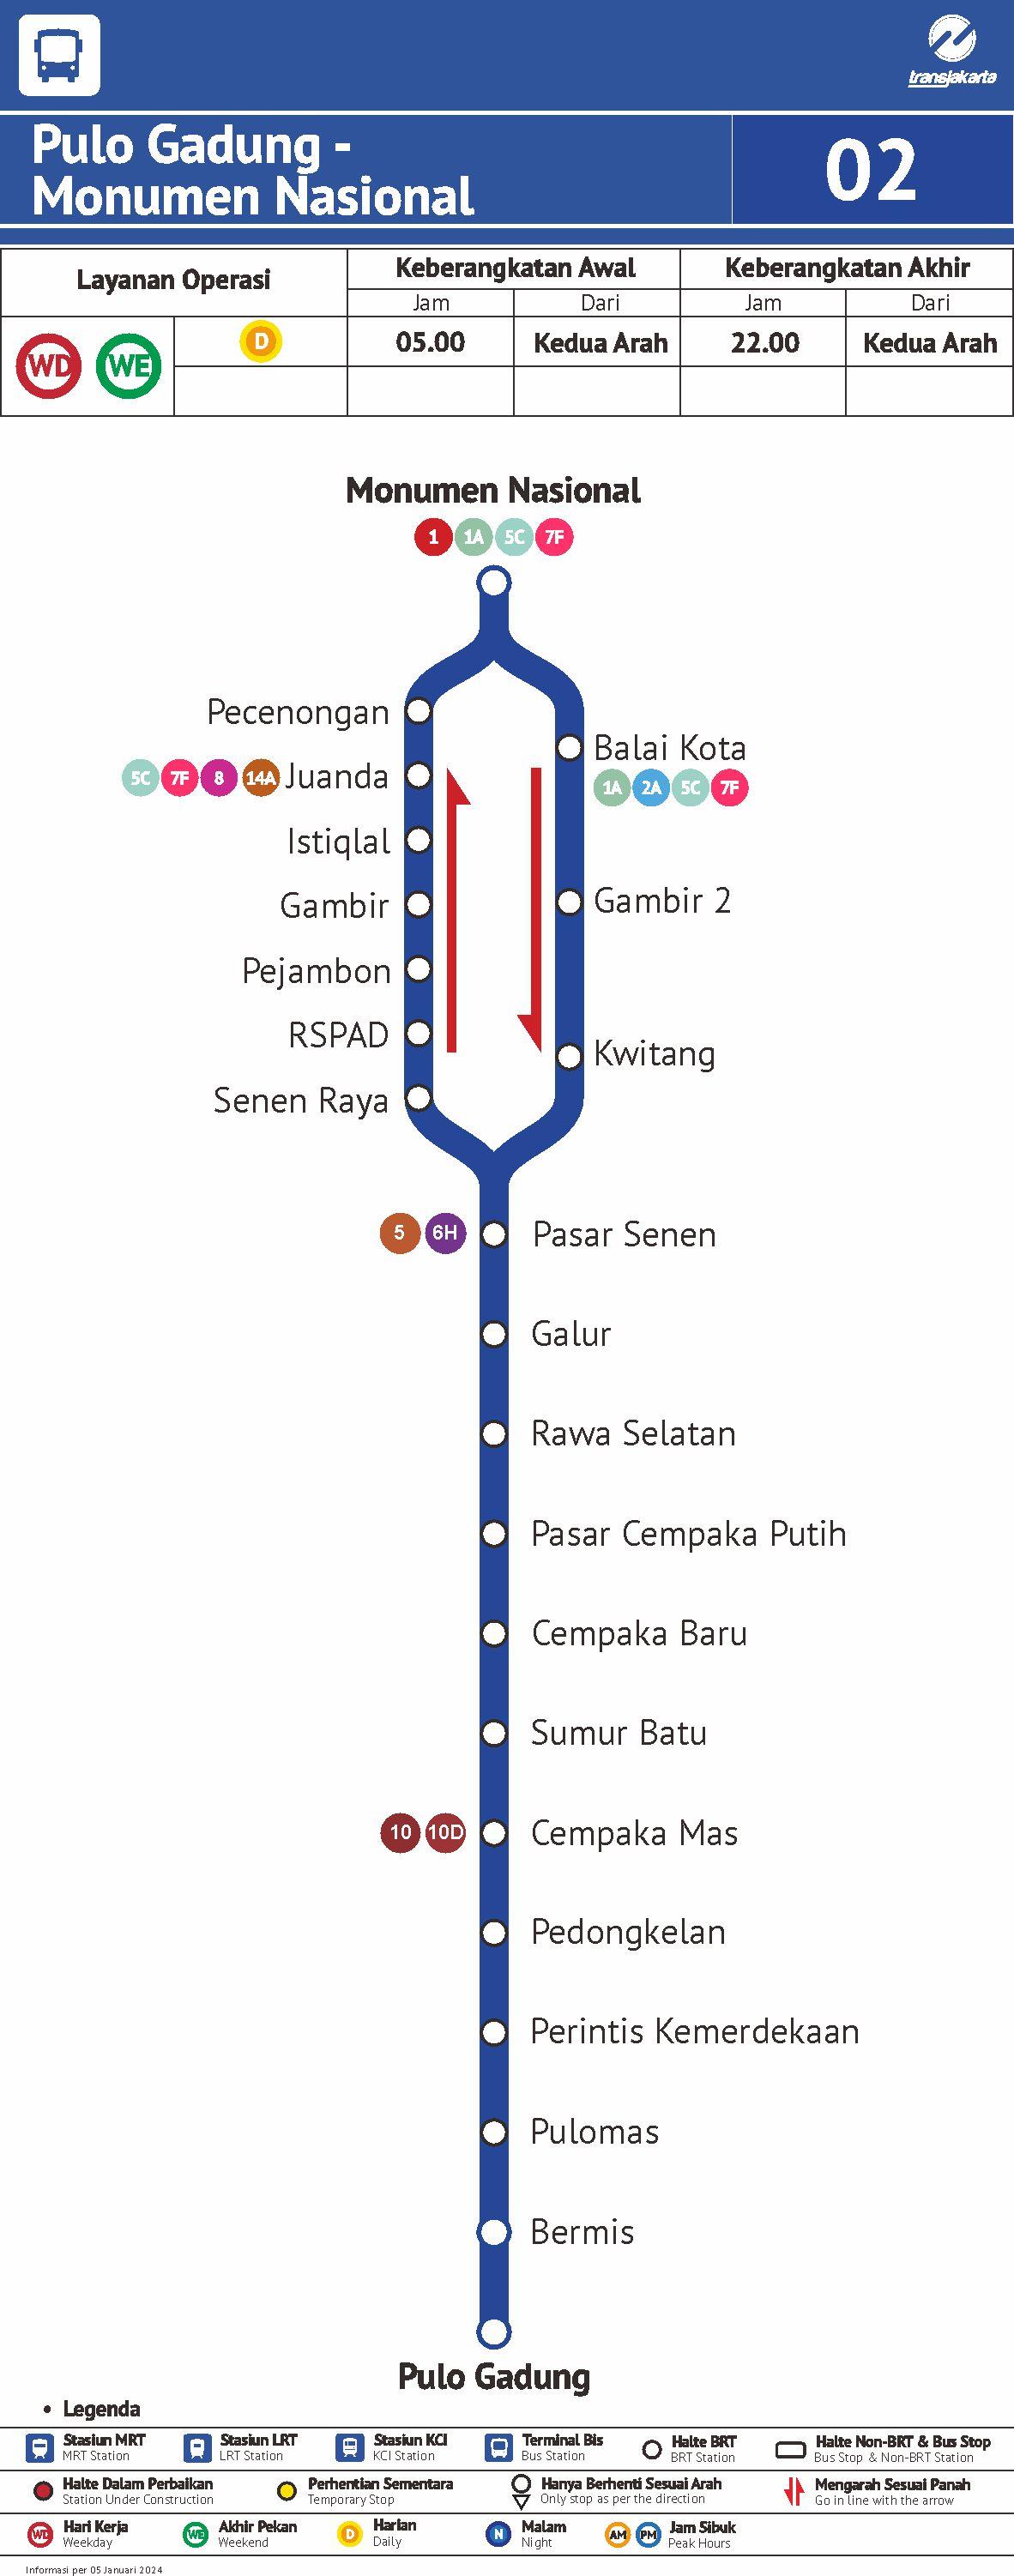 transjakarta
Pulo Gadung -
Monumen Nasional
02
Layanan Operasi
Keberangkatan Awal
Keberangkatan Akhir
Jam
Dari
Jam
Dari
WD WE
D
05.00
Kedua Arah
22.00
Kedua Arah
Monumen Nasional
1 1A 5C 7F
Pecenongan
Balai Kota
1A 2A 5C 7F
5C 7F 8 14A Juanda
Istiqlal
Gambir
Gambir 2
Pejambon
RSPAD
Kwitang
Senen Raya
5 6H Pasar Senen
Galur
Rawa Selatan
Pasar Cempaka Putih
Cempaka Baru
Sumur Batu
10 10D Cempaka Mas
Pedongkelan
Perintis Kemerdekaan
Pulomas
Bermis
Pulo Gadung
• Legenda
Stasiun MRT
MRT Station
Stasiun LRT
LRT Station
Stasiun KCI
KCI Station
Terminal Bis
Bus Station
Halte BRT
BRT Station
Halte Non-BRT & Bus Stop
Bus Stop & Non-BRT Station
Halte Dalam Perbaikan
Station Under Construction
Perhentian Sementara
Temporary Stop
Hanya Berhenti Sesuai Arah
Only stop as per the direction
Mengarah Sesuai Panah
Go in line with the arrow
WD Hari Kerja
Weekday
WE Akhir Pekan
Weekend
D Harian
Daily
N Malam
Night
AM PM Jam Sibuk
Peak Hours
Informasi per 05 Januari 2024